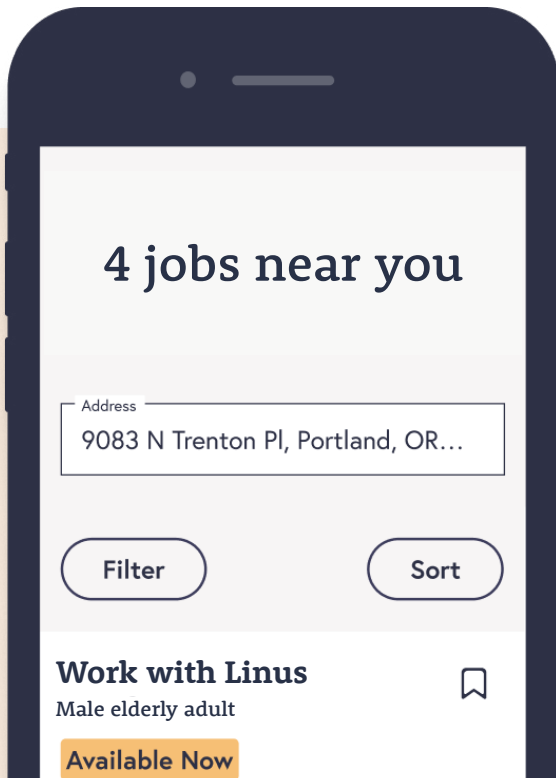 4 jobs near you
Address
9083 N Trenton Pl, Portland, OR...
Filter
Sort
Work with Linus
Male elderly adult
Available Now